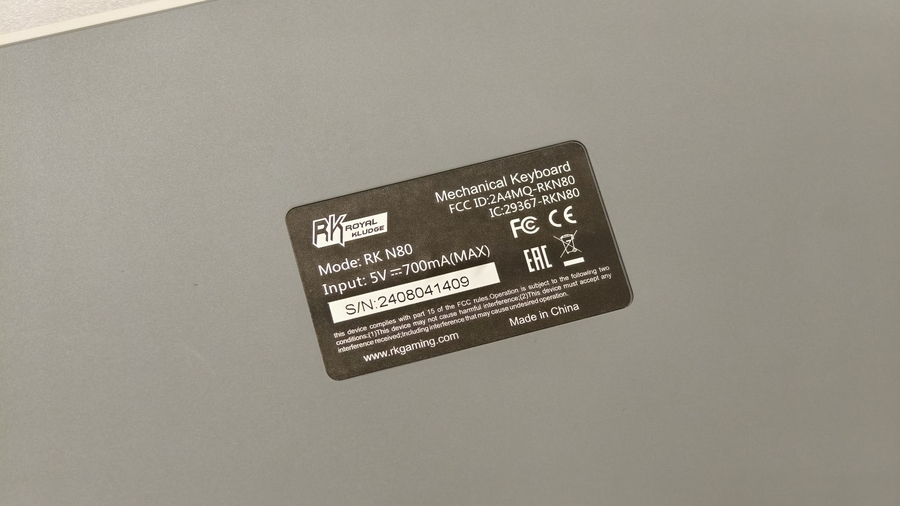 Mechanical Keyboard
FCC ID:2A4MQ-RKN80
IC:29367-RKN80
RK ROYAL KLUDGE
FC CE
Mode: RK N80
Input: 5V⎓700mA(MAX)
EAC
S/N:2408041409
this device complies with part 15 of the FCC rules.Operation is subject to the following two
conditions:(1)This device may not cause harmful interference;(2)This device must accept any
interference received;Including interference that may cause undesired operation.
www.rkgaming.com
Made in China